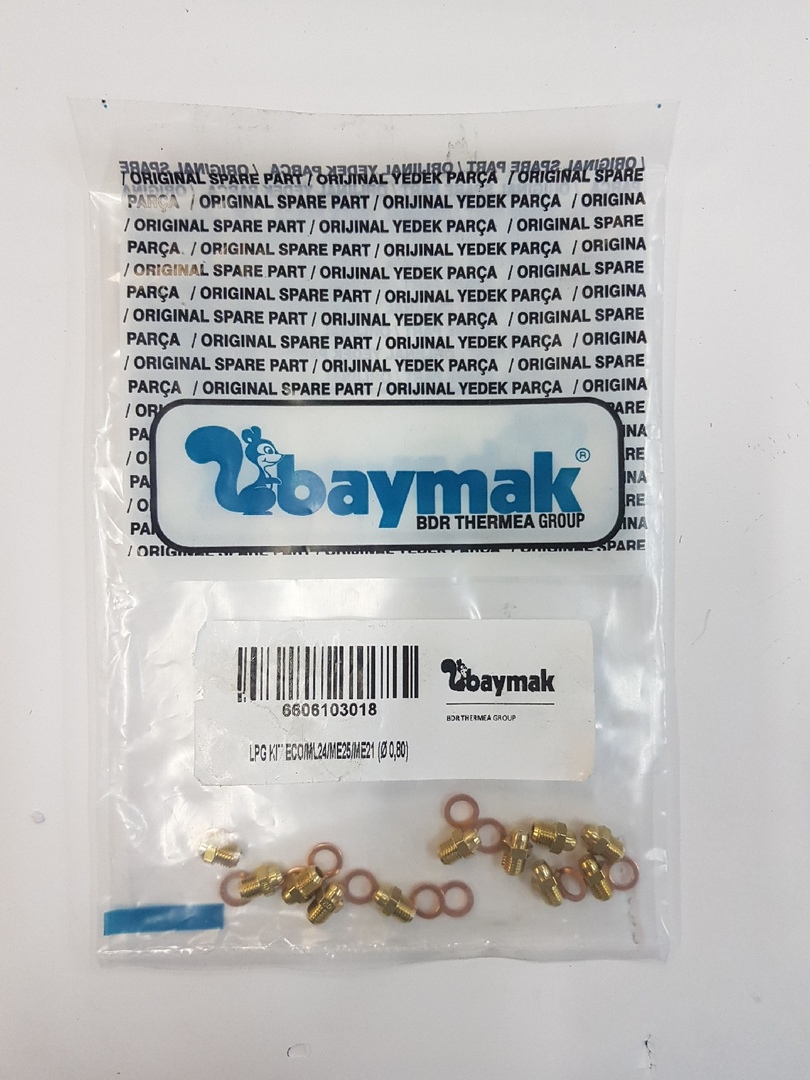 / ORIGINAL SPARE PART / ORIJINAL YEDEK PARÇA / ORIGINAL SPARE
PARÇA / ORIGINAL SPARE PART / ORIJINAL YEDEK PARÇA / ORIGINA
/ ORIGINAL SPARE PART / ORIJINAL YEDEK PARÇA / ORIGINAL SPARE
PARÇA / ORIGINAL SPARE PART / ORIJINAL YEDEK PARÇA / ORIGINA
/ ORIGINAL SPARE PART / ORIJINAL YEDEK PARÇA / ORIGINAL SPARE
PARÇA / ORIGINAL SPARE PART / ORIJINAL YEDEK PARÇA / ORIGINA
/ ORIGINAL SPARE PART / ORIJINAL YEDEK PARÇA / ORIGINAL SPARE
PARÇA / ORIGINAL SPARE PART / ORIJINAL YEDEK PARÇA / ORIGINA
/ ORIGINAL SPARE PART / ORIJINAL YEDEK PARÇA / ORIGINAL SPARE
PARÇA / ORIGINAL SPARE PART / ORIJINAL YEDEK PARÇA / ORIGINA
baymak®
BDR THERMEA GROUP
6606103018
baymak
BDR THERMEA GROUP
LPG KIT ECO/ML24/ME25/ME21 (Ø 0,80)